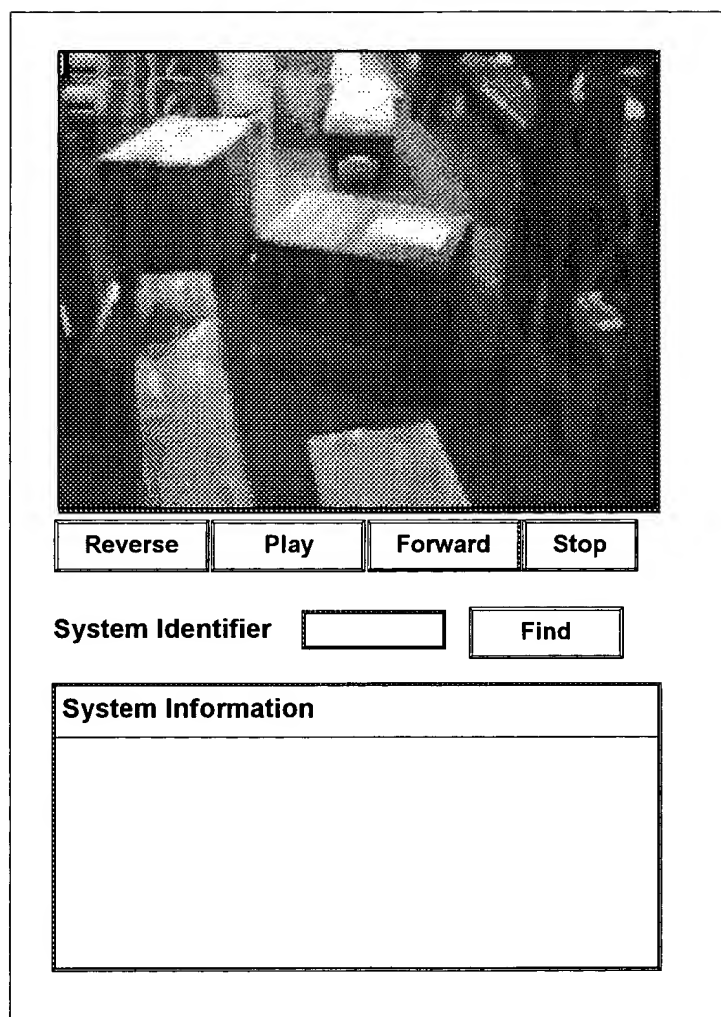 Reverse Play Forward Stop
System Identifier Find
System Information